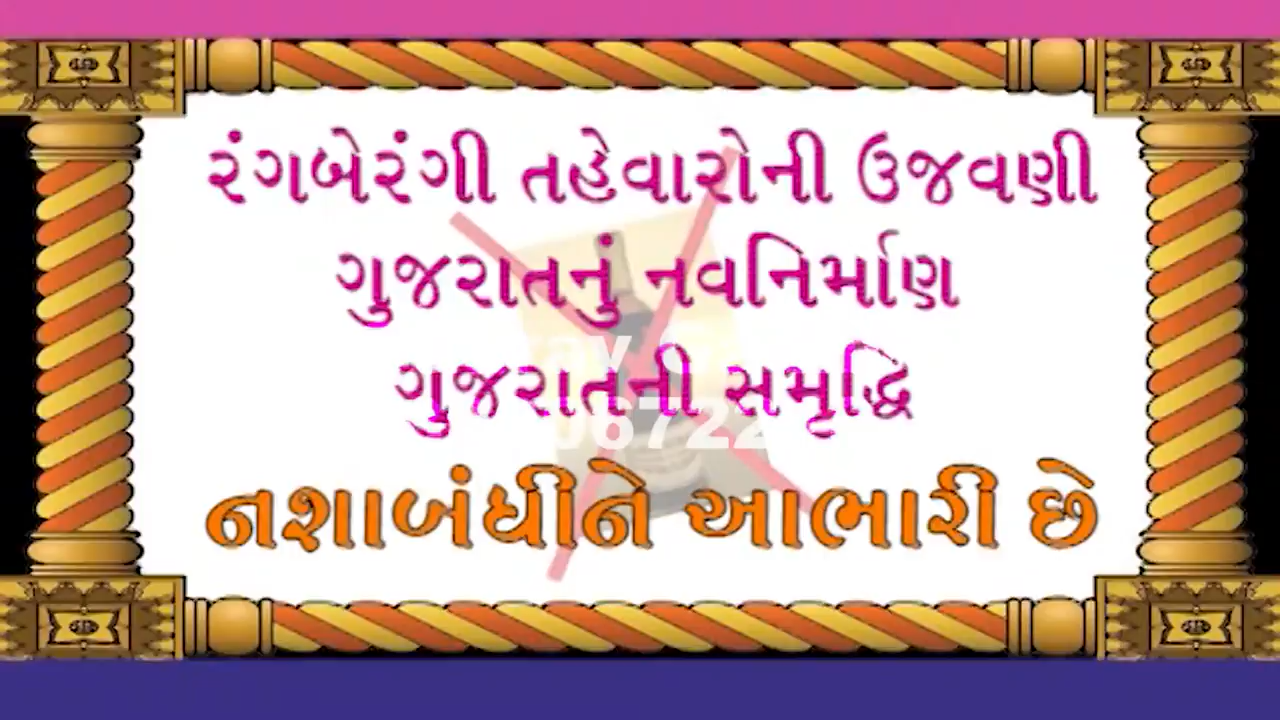 રંગબેરંગી તહેવારોની ઉજવણી
ગુજરાતનું નવનિર્માણ
ગુજરાતની સમૃદ્ધિ
નશાબંધીને આભારી છે